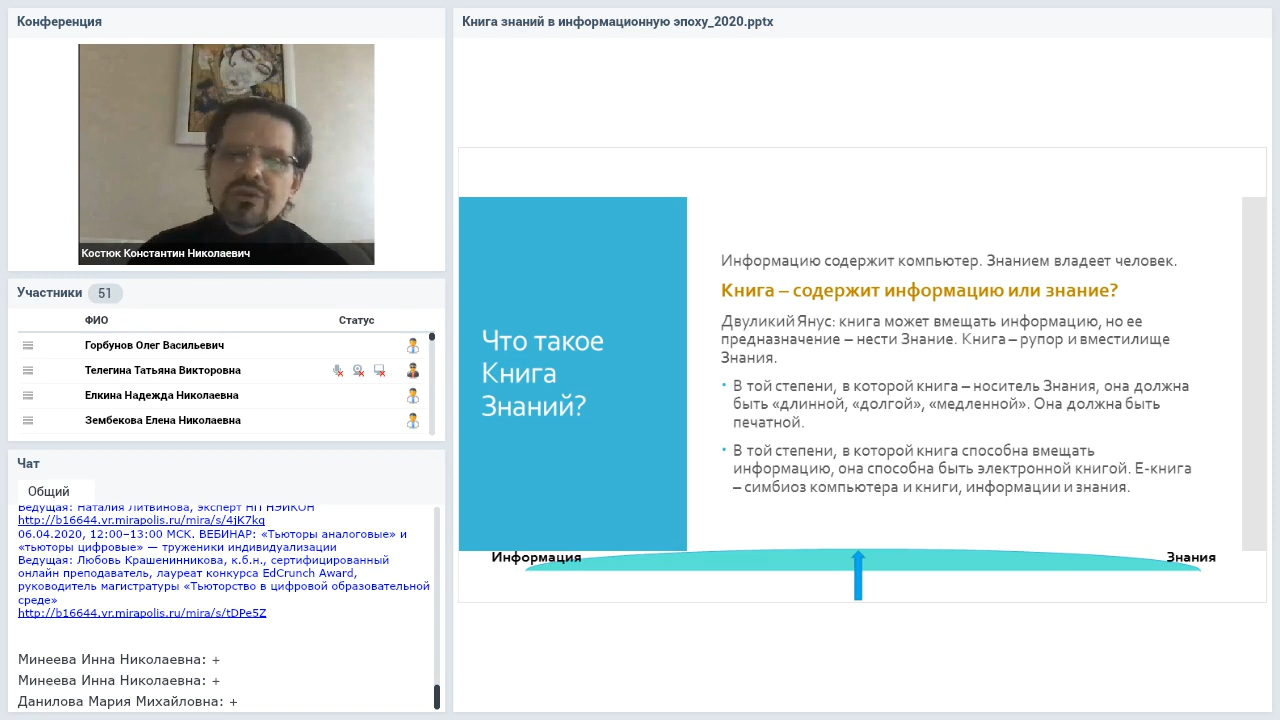 Конференция
Костюк Константин Николаевич
Участники 51
ФИО Статус
Горбунов Олег Васильевич
Телегина Татьяна Викторовна
Елкина Надежда Николаевна
Зембекова Елена Николаевна
Чат
Общий
Ведущая: Наталия Литвинова, эксперт НП НЭИКОН
http://b16644.vr.mirapolis.ru/mira/s/4jK7kq
06.04.2020, 12:00–13:00 МСК. ВЕБИНАР: «Тьюторы аналоговые» и
«тьюторы цифровые» — труженики индивидуализации
Ведущая: Любовь Крашенинникова, к.б.н., сертифицированный
онлайн преподаватель, лауреат конкурса EdCrunch Award,
руководитель магистратуры «Тьюторство в цифровой образовательной
среде»
http://b16644.vr.mirapolis.ru/mira/s/tDPe5Z
Минеева Инна Николаевна: +
Минеева Инна Николаевна: +
Данилова Мария Михайловна: +
Книга знаний в информационную эпоху_2020.pptx
Что такое
Книга
Знаний?
Информацию содержит компьютер. Знанием владеет человек.
Книга – содержит информацию или знание?
Двуликий Янус: книга может вмещать информацию, но ее
предназначение – нести Знание. Книга – рупор и вместилище
Знания.
• В той степени, в которой книга – носитель Знания, она должна
быть «длинной, «долгой», «медленной». Она должна быть
печатной.
• В той степени, в которой книга способна вмещать
информацию, она способна быть электронной книгой. Е-книга
– симбиоз компьютера и книги, информации и знания.
Информация
Знания